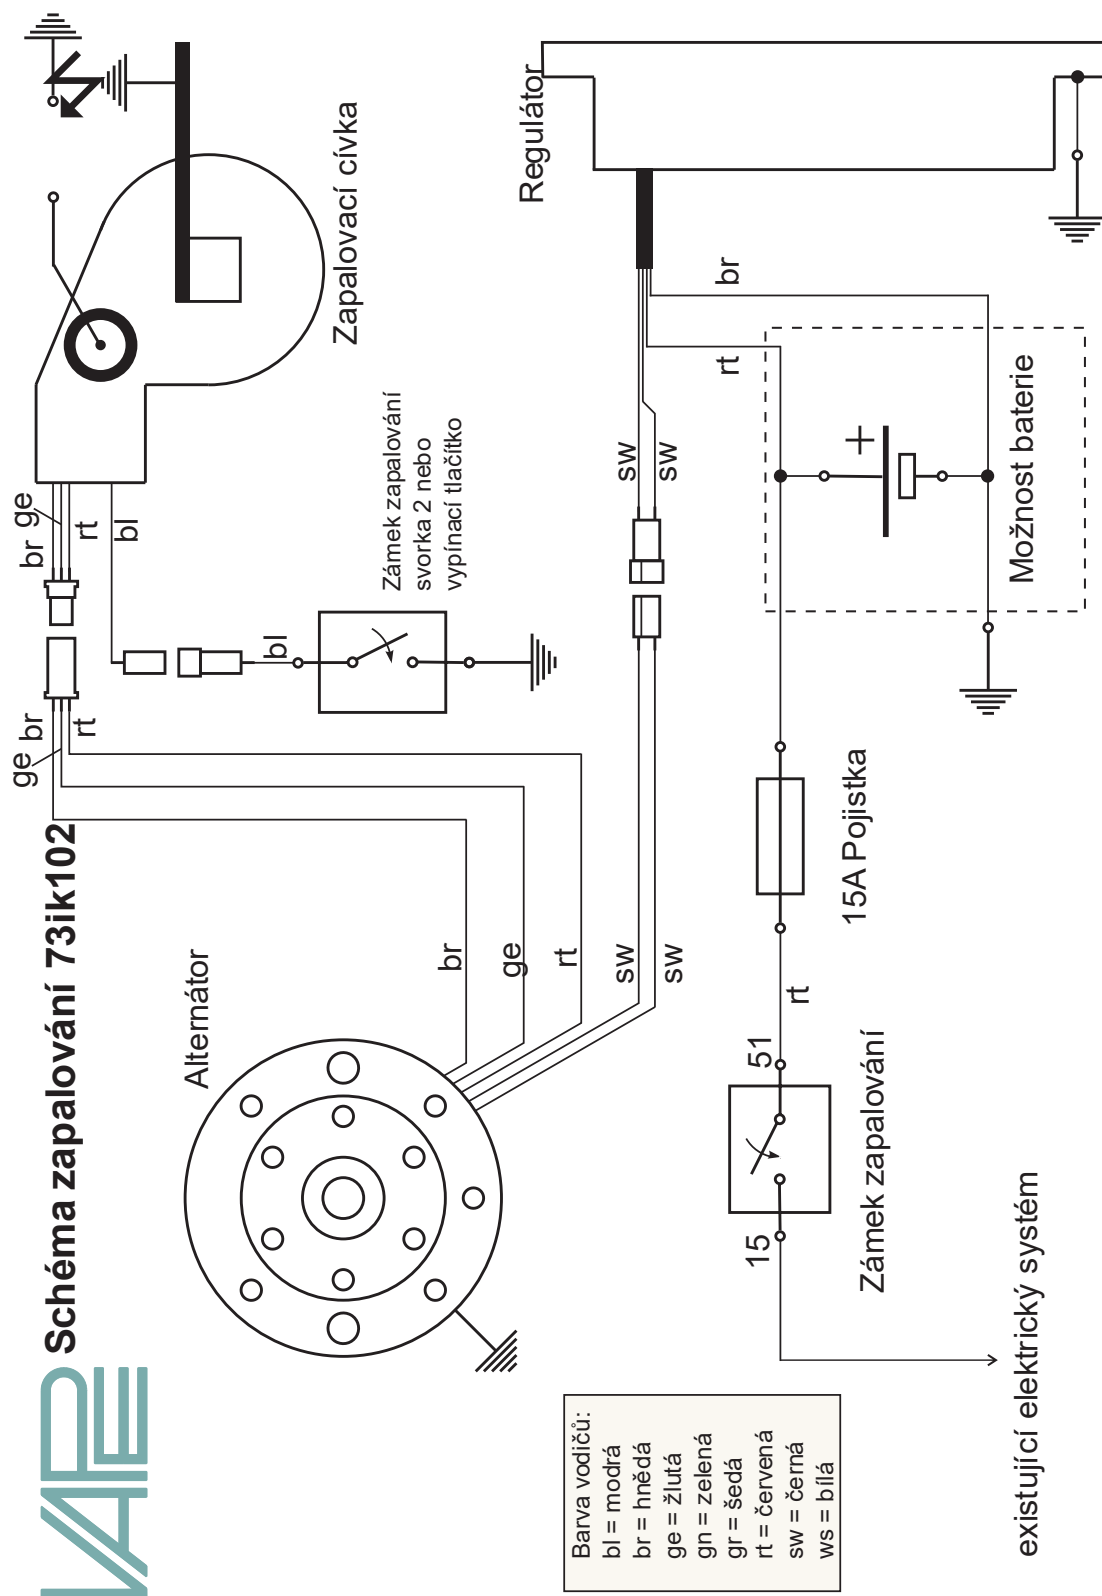 VAPE
Schéma zapalování 73ik102
Alternátor
br
ge
rt
sw
sw
ge
br
rt
br
ge
rt
bl
bl
Zapalovací cívka
Zámek zapalování
svorka 2 nebo
vypínací tlačítko
Regulátor
sw
sw
rt
br
+
Možnost baterie
15A Pojistka
rt
51
15
Zámek zapalování
existující elektrický systém
Barva vodičů:
bl = modrá
br = hnědá
ge = žlutá
gn = zelená
gr = šedá
rt = červená
sw = černá
ws = bílá